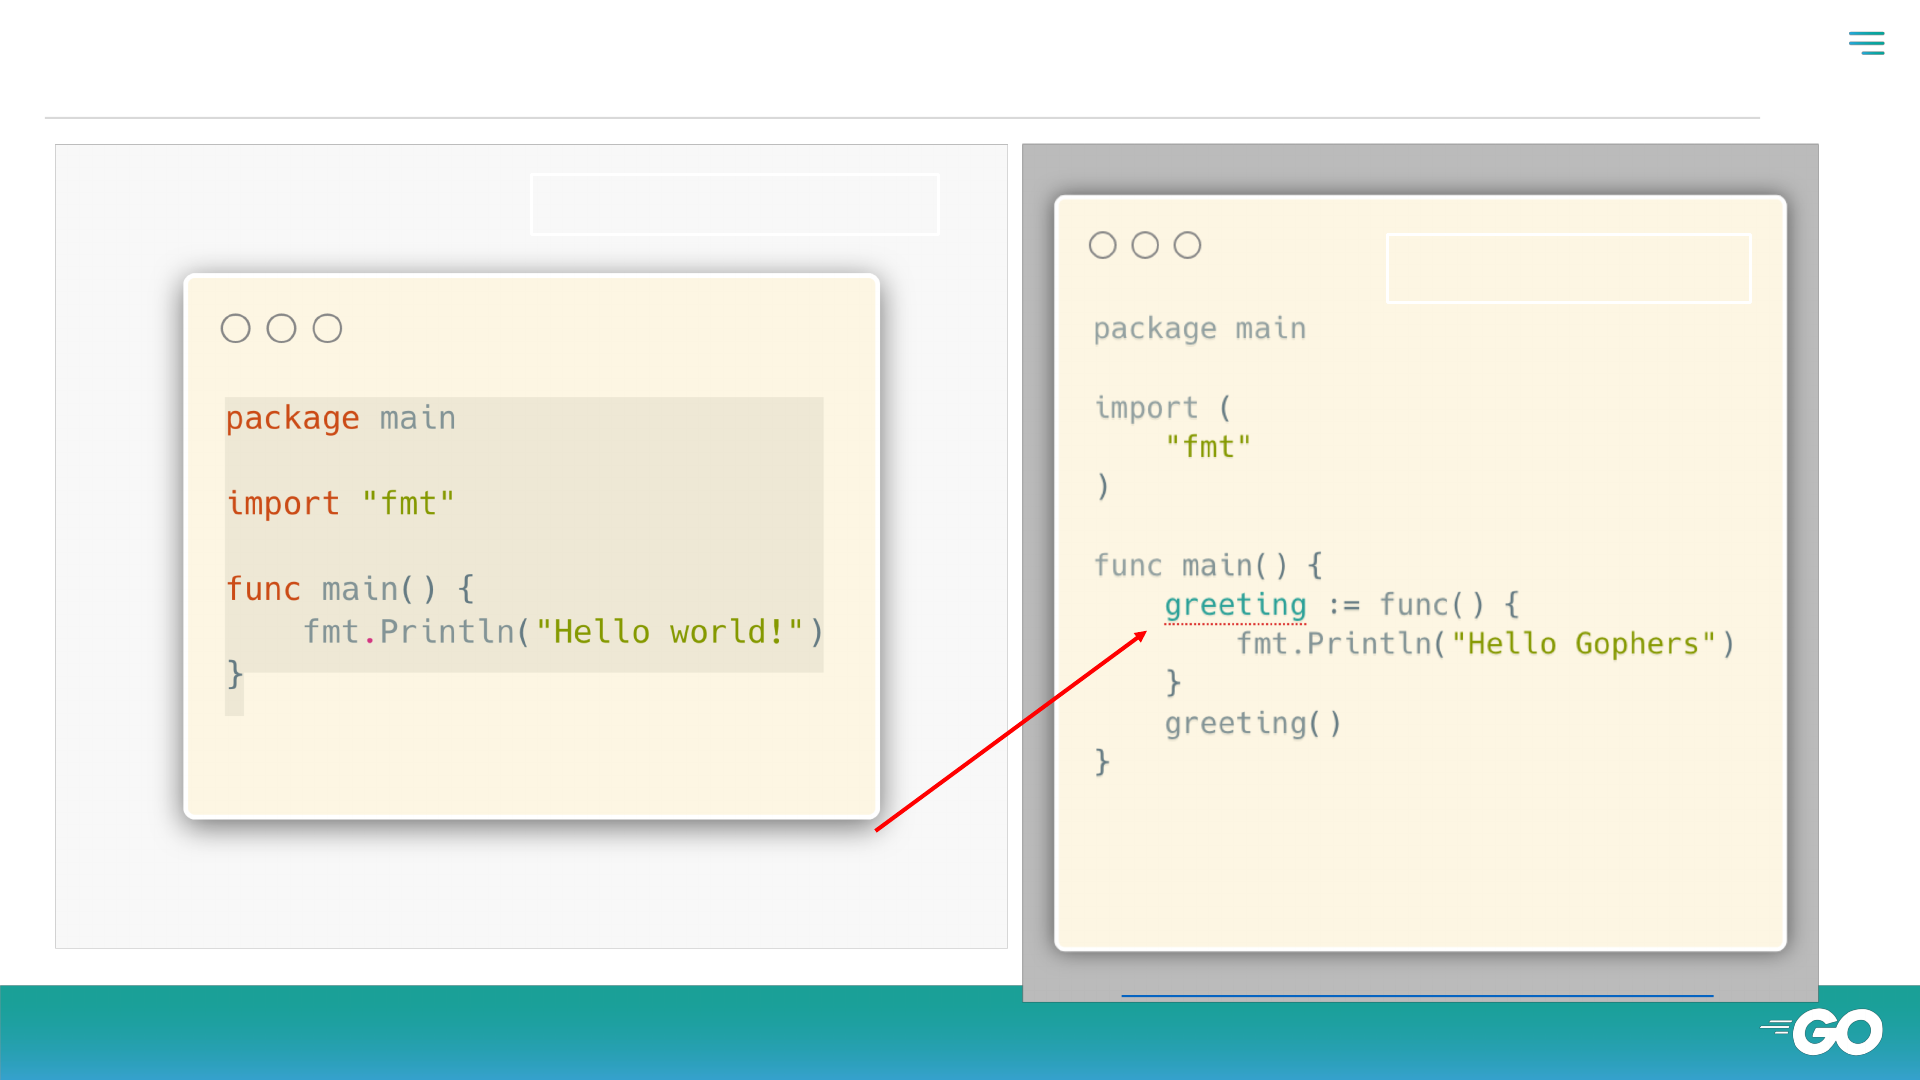 package main
import "fmt"
func main() {
fmt.Println("Hello world!")
}
package main
import (
"fmt"
)
func main() {
greeting := func() {
fmt.Println("Hello Gophers")
}
greeting()
}
GO